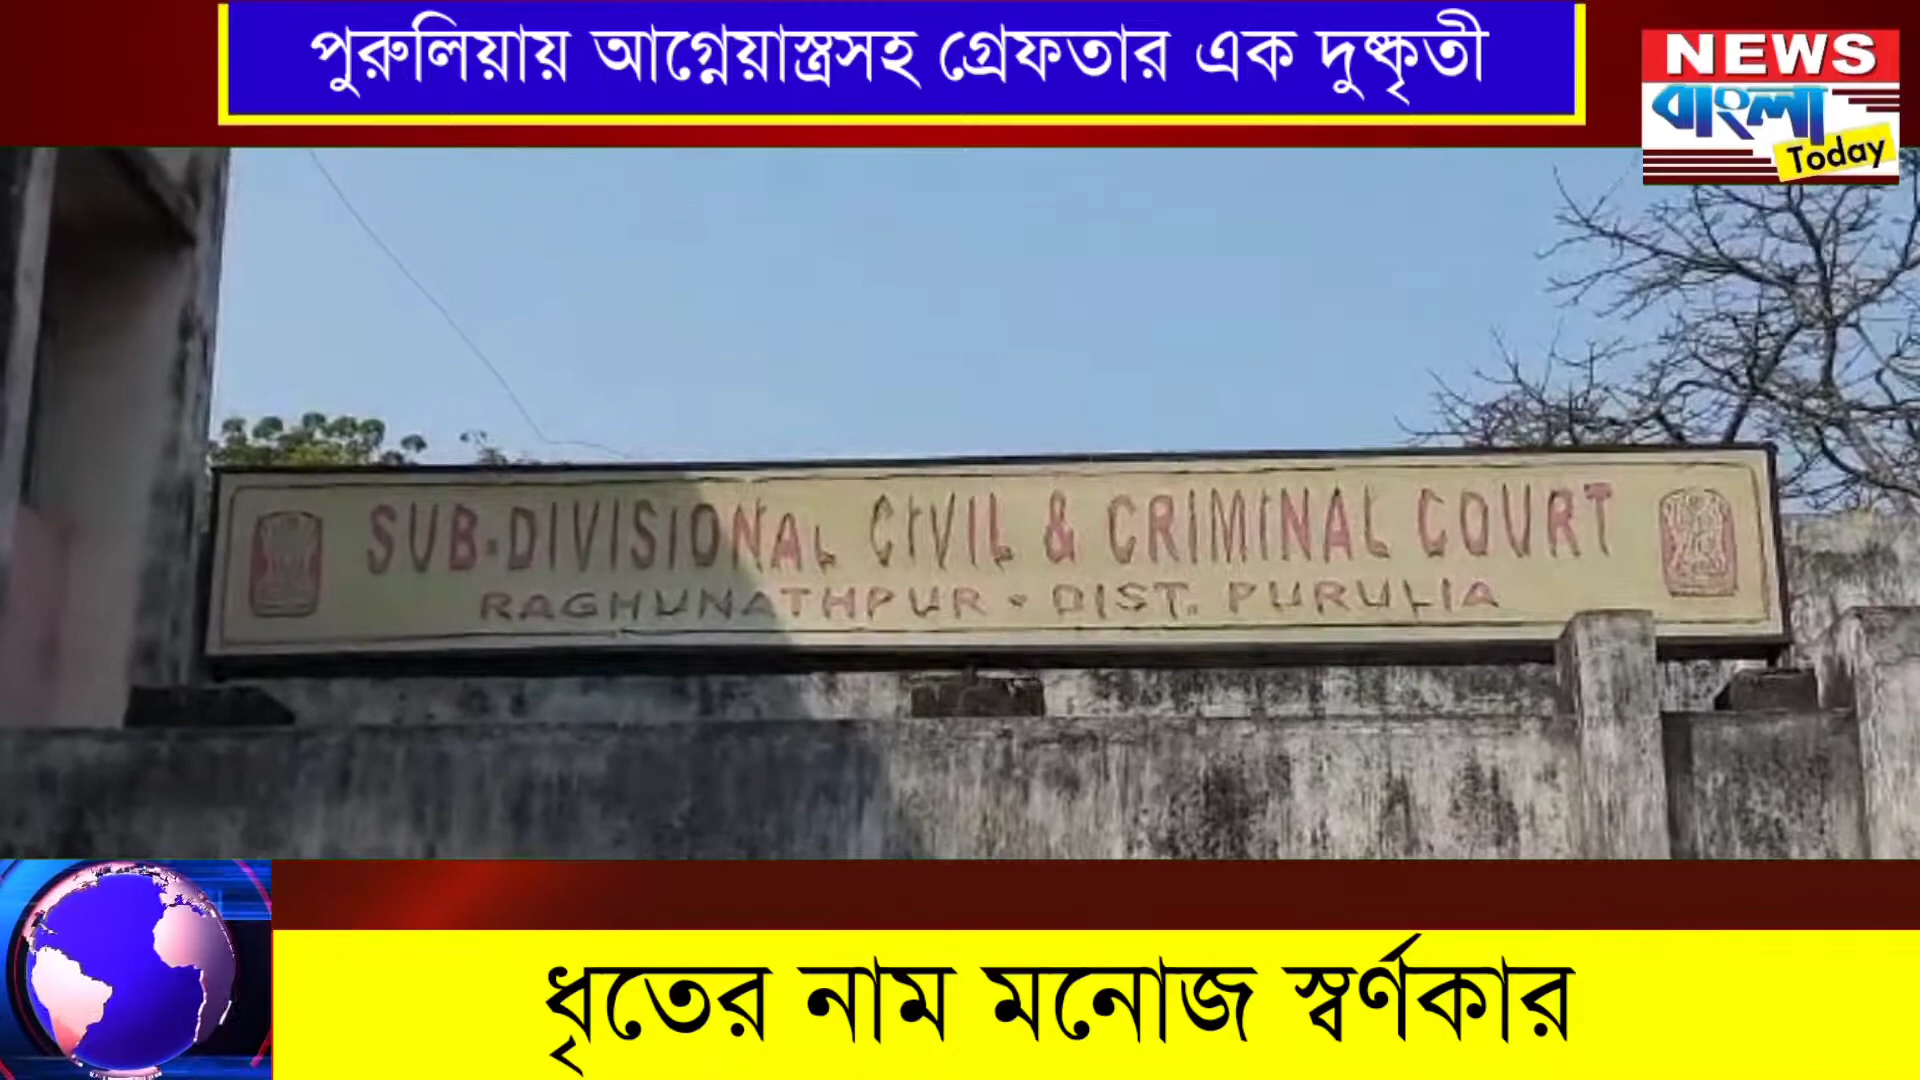 পুরুলিয়ায় আগ্নেয়াস্ত্রসহ গ্রেফতার এক দুষ্কৃতী
NEWS
বাংলা
Today
SUB-DIVISIONAL CIVIL & CRIMINAL COURT
RAGHUNATHPUR - DIST. PURULIA
ধৃতের নাম মনোজ স্বর্ণকার